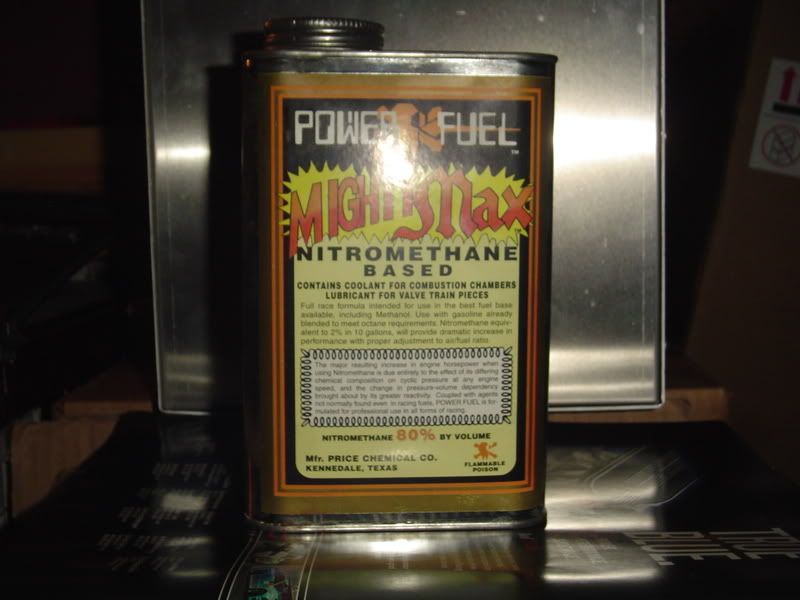 POWER FUEL
TM
MIGHTY Max
NITROMETHANE
BASED
CONTAINS COOLANT FOR COMBUSTION CHAMBERS
LUBRICANT FOR VALVE TRAIN PIECES
Full race formula intended for use in the best fuel base
available, including Methanol. Use with gasoline already
blended to meet octane requirements. Nitromethane equiv-
alent to 2% in 10 gallons, will provide dramatic increase in
performance with proper adjustment to air/fuel ratio.
The major resulting increase in engine horsepower when
using Nitromethane is due entirely to the effect of its differing
chemical composition on cyclic pressure at any engine
speed, and the change in pressure-volume dependency
brought about by its greater reactivity. Coupled with agents
not normally found even in racing fuels, POWER FUEL is for-
mulated for professional use in all forms of racing.
NITROMETHANE 80% BY VOLUME
Mfr. PRICE CHEMICAL CO.
KENNEDALE, TEXAS
FLAMMABLE
POISON
THE